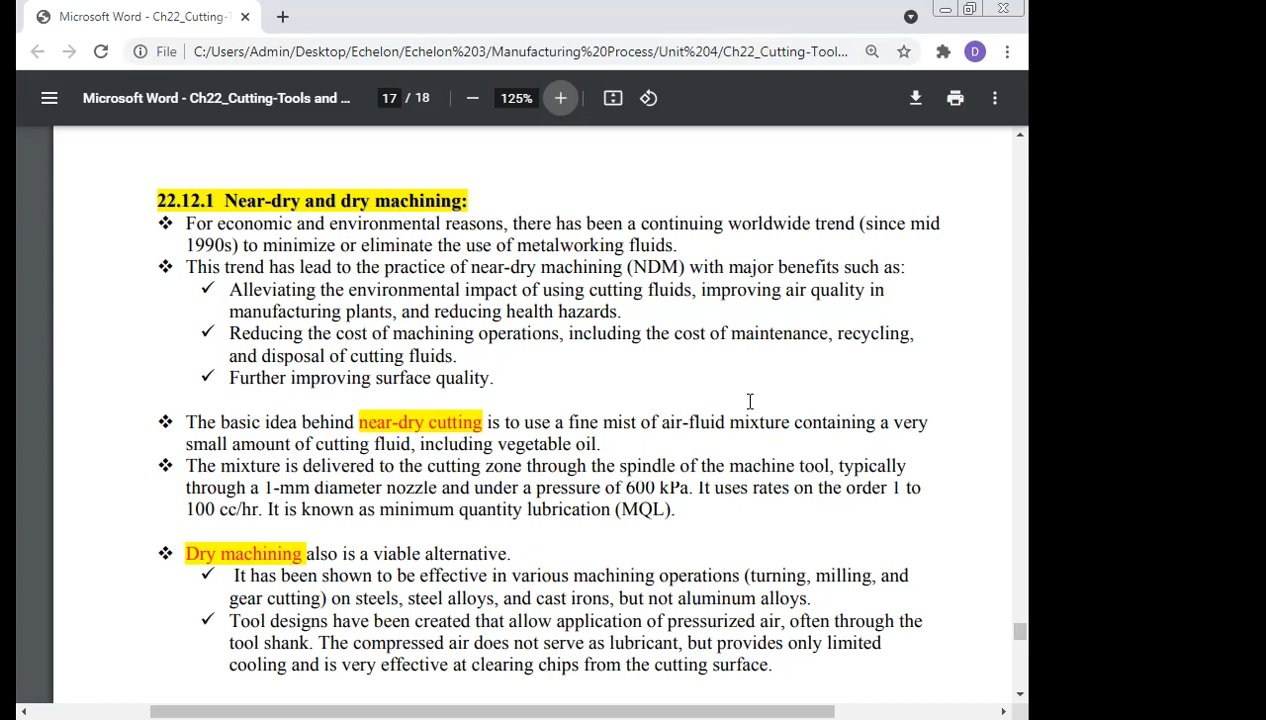 Microsoft Word - Ch22_Cutting-T
File
C:/Users/Admin/Desktop/Echelon/Echelon%203/Manufacturing%20Process/Unit%204/Ch22_Cutting-Tool...
D
Microsoft Word - Ch22_Cutting-Tools and ...
17 / 18
125%
22.12.1 Near-dry and dry machining:
❖ For economic and environmental reasons, there has been a continuing worldwide trend (since mid
1990s) to minimize or eliminate the use of metalworking fluids.
❖ This trend has lead to the practice of near-dry machining (NDM) with major benefits such as:
✓ Alleviating the environmental impact of using cutting fluids, improving air quality in
manufacturing plants, and reducing health hazards.
✓ Reducing the cost of machining operations, including the cost of maintenance, recycling,
and disposal of cutting fluids.
✓ Further improving surface quality.
❖ The basic idea behind near-dry cutting is to use a fine mist of air-fluid mixture containing a very
small amount of cutting fluid, including vegetable oil.
❖ The mixture is delivered to the cutting zone through the spindle of the machine tool, typically
through a 1-mm diameter nozzle and under a pressure of 600 kPa. It uses rates on the order 1 to
100 cc/hr. It is known as minimum quantity lubrication (MQL).
❖ Dry machining also is a viable alternative.
✓ It has been shown to be effective in various machining operations (turning, milling, and
gear cutting) on steels, steel alloys, and cast irons, but not aluminum alloys.
✓ Tool designs have been created that allow application of pressurized air, often through the
tool shank. The compressed air does not serve as lubricant, but provides only limited
cooling and is very effective at clearing chips from the cutting surface.